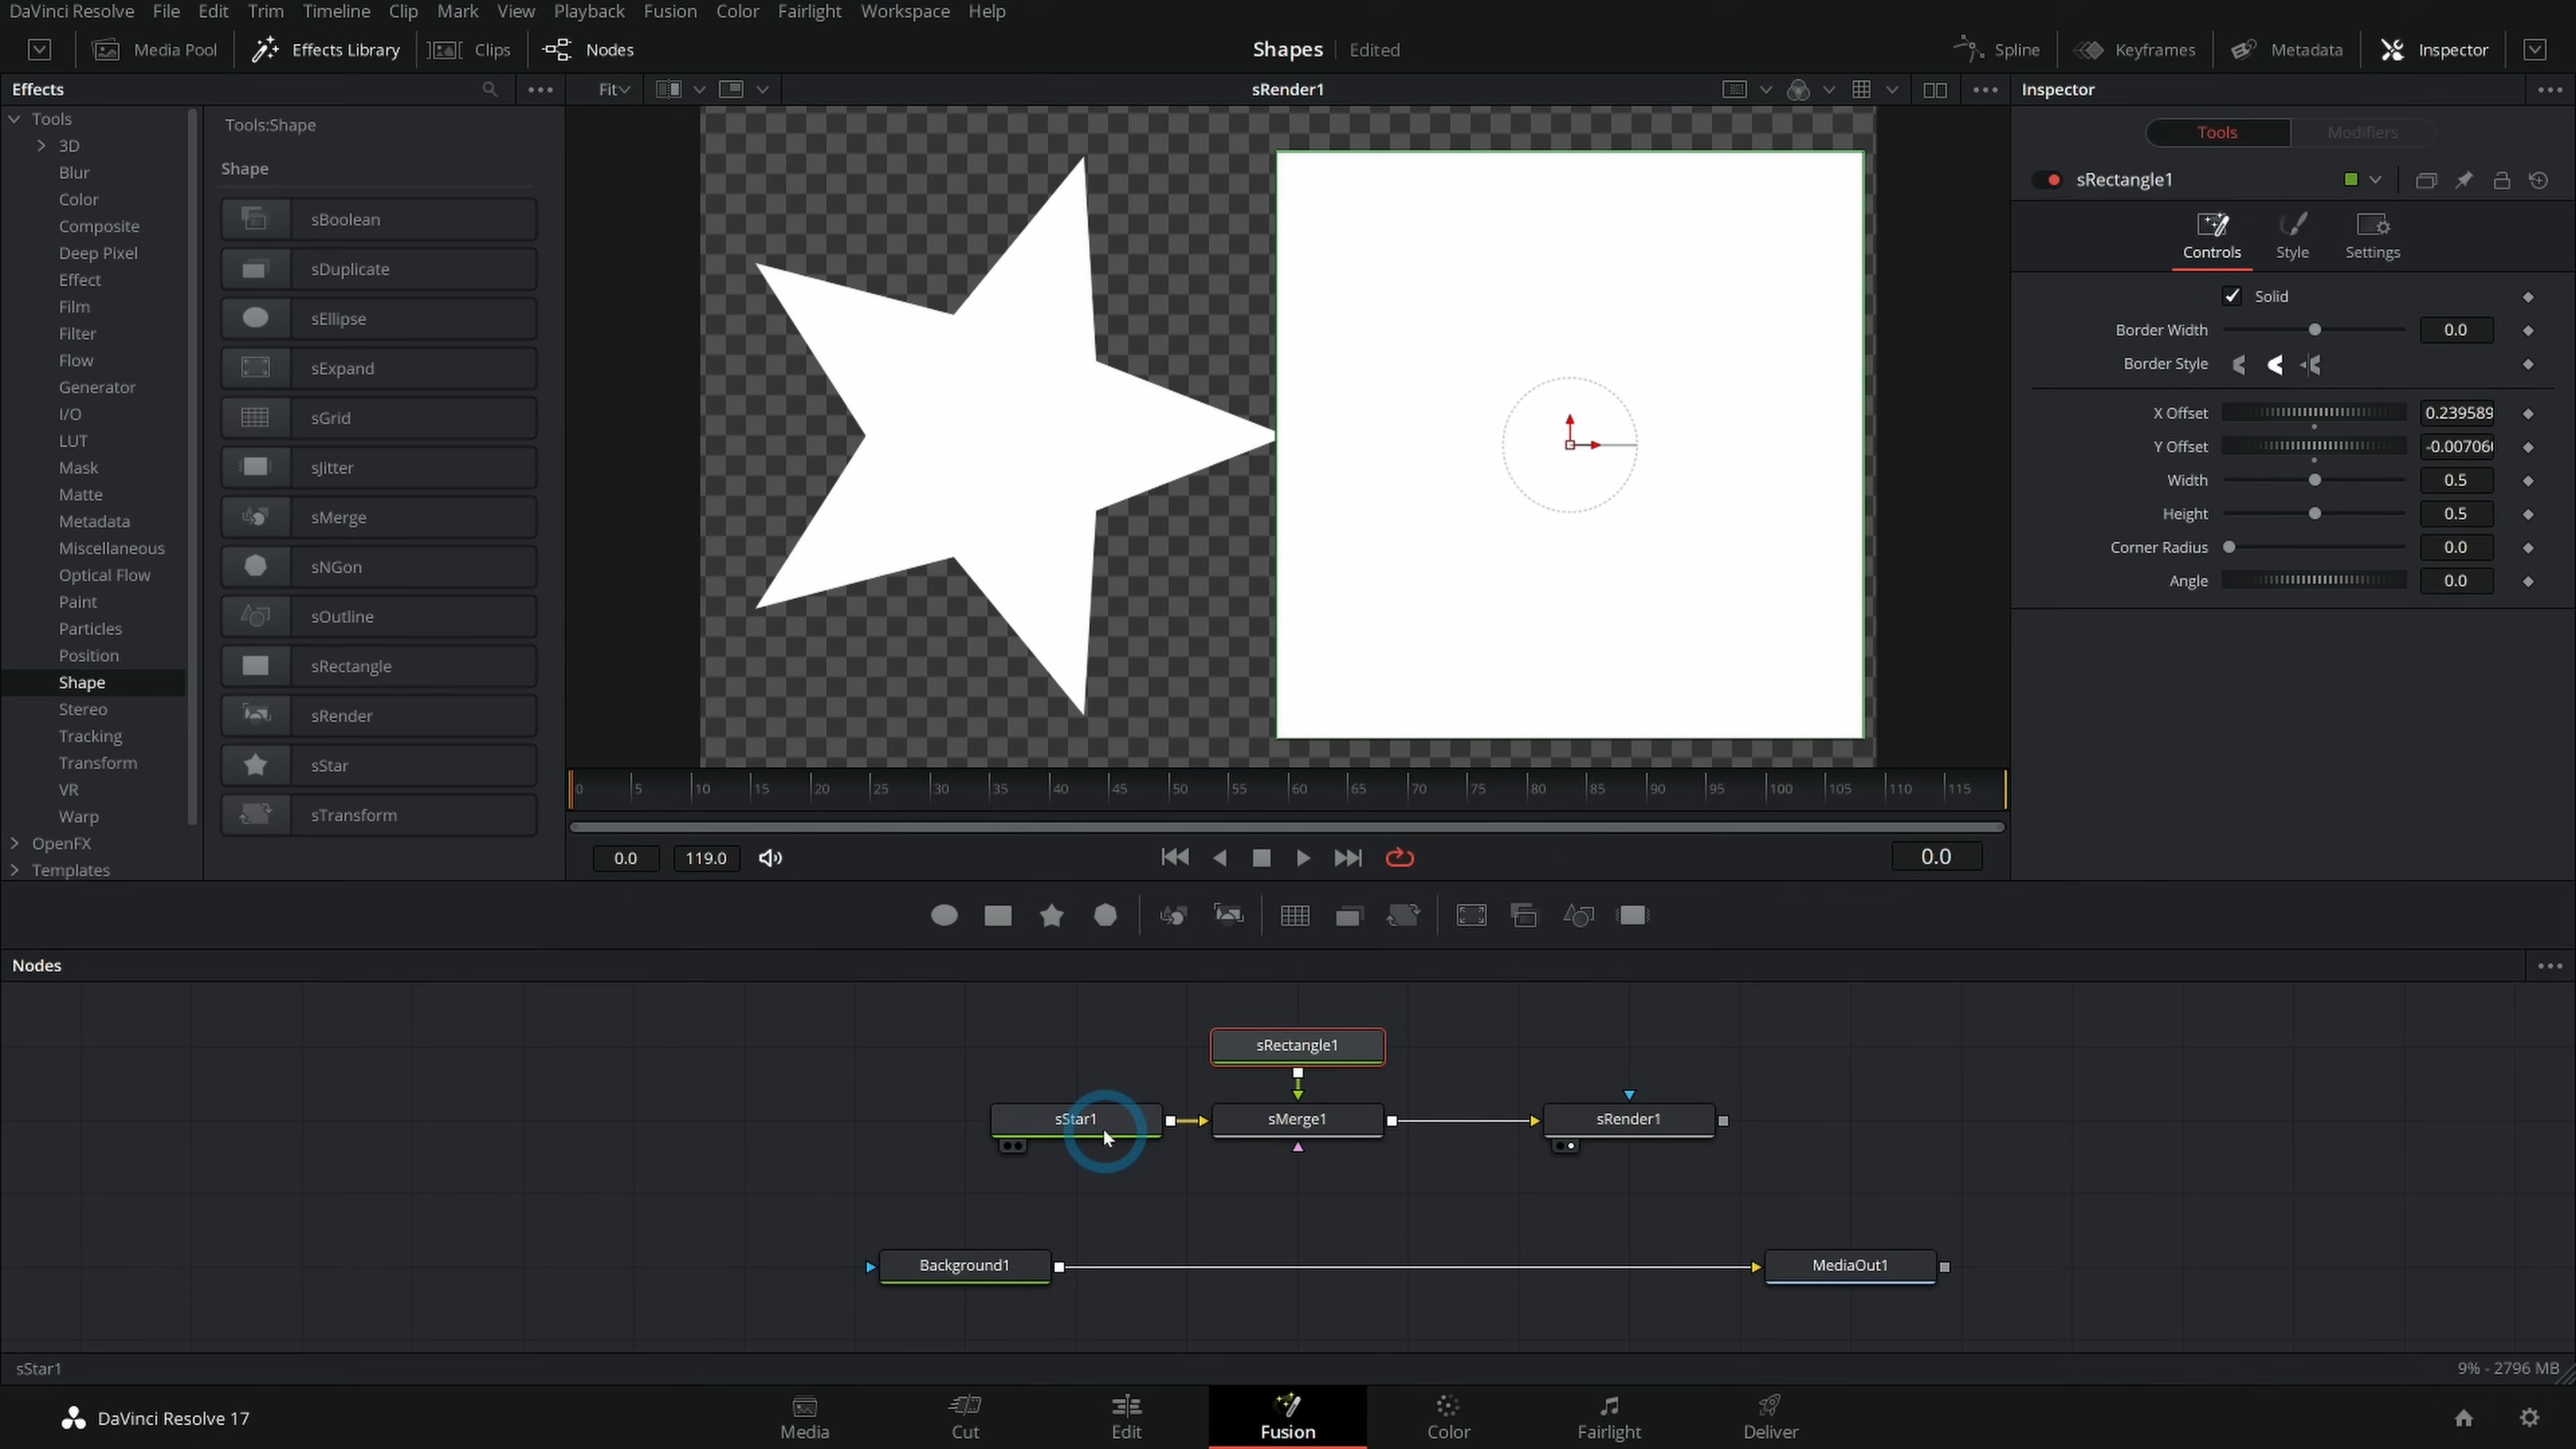 DaVinci Resolve File Edit Trim Timeline Clip Mark View Playback Fusion Color Fairlight Workspace Help
Media Pool Effects Library Clips Nodes Shapes Edited Spline Keyframes Metadata Inspector
Effects Fit sRender1 Inspector
Tools
3D
Blur
Color
Composite
Deep Pixel
Effect
Film
Filter
Flow
Generator
I/O
LUT
Mask
Matte
Metadata
Miscellaneous
Optical Flow
Paint
Particles
Position
Shape
Stereo
Tracking
Transform
VR
Warp
OpenFX
Templates
Tools:Shape
Shape
sBoolean
sDuplicate
sEllipse
sExpand
sGrid
sJitter
sMerge
sNGon
sOutline
sRectangle
sRender
sStar
sTransform
0 5 10 15 20 25 30 35 40 45 50 55 60 65 70 75 80 85 90 95 100 105 110 115
0.0 119.0 0.0
Tools Modifiers
sRectangle1
Controls Style Settings
Solid
Border Width 0.0
Border Style
X Offset 0.239589
Y Offset -0.00706
Width 0.5
Height 0.5
Corner Radius 0.0
Angle 0.0
Nodes
sRectangle1
sStar1 sMerge1 sRender1
Background1 MediaOut1
sStar1 9% - 2796 MB
DaVinci Resolve 17 Media Cut Edit Fusion Color Fairlight Deliver